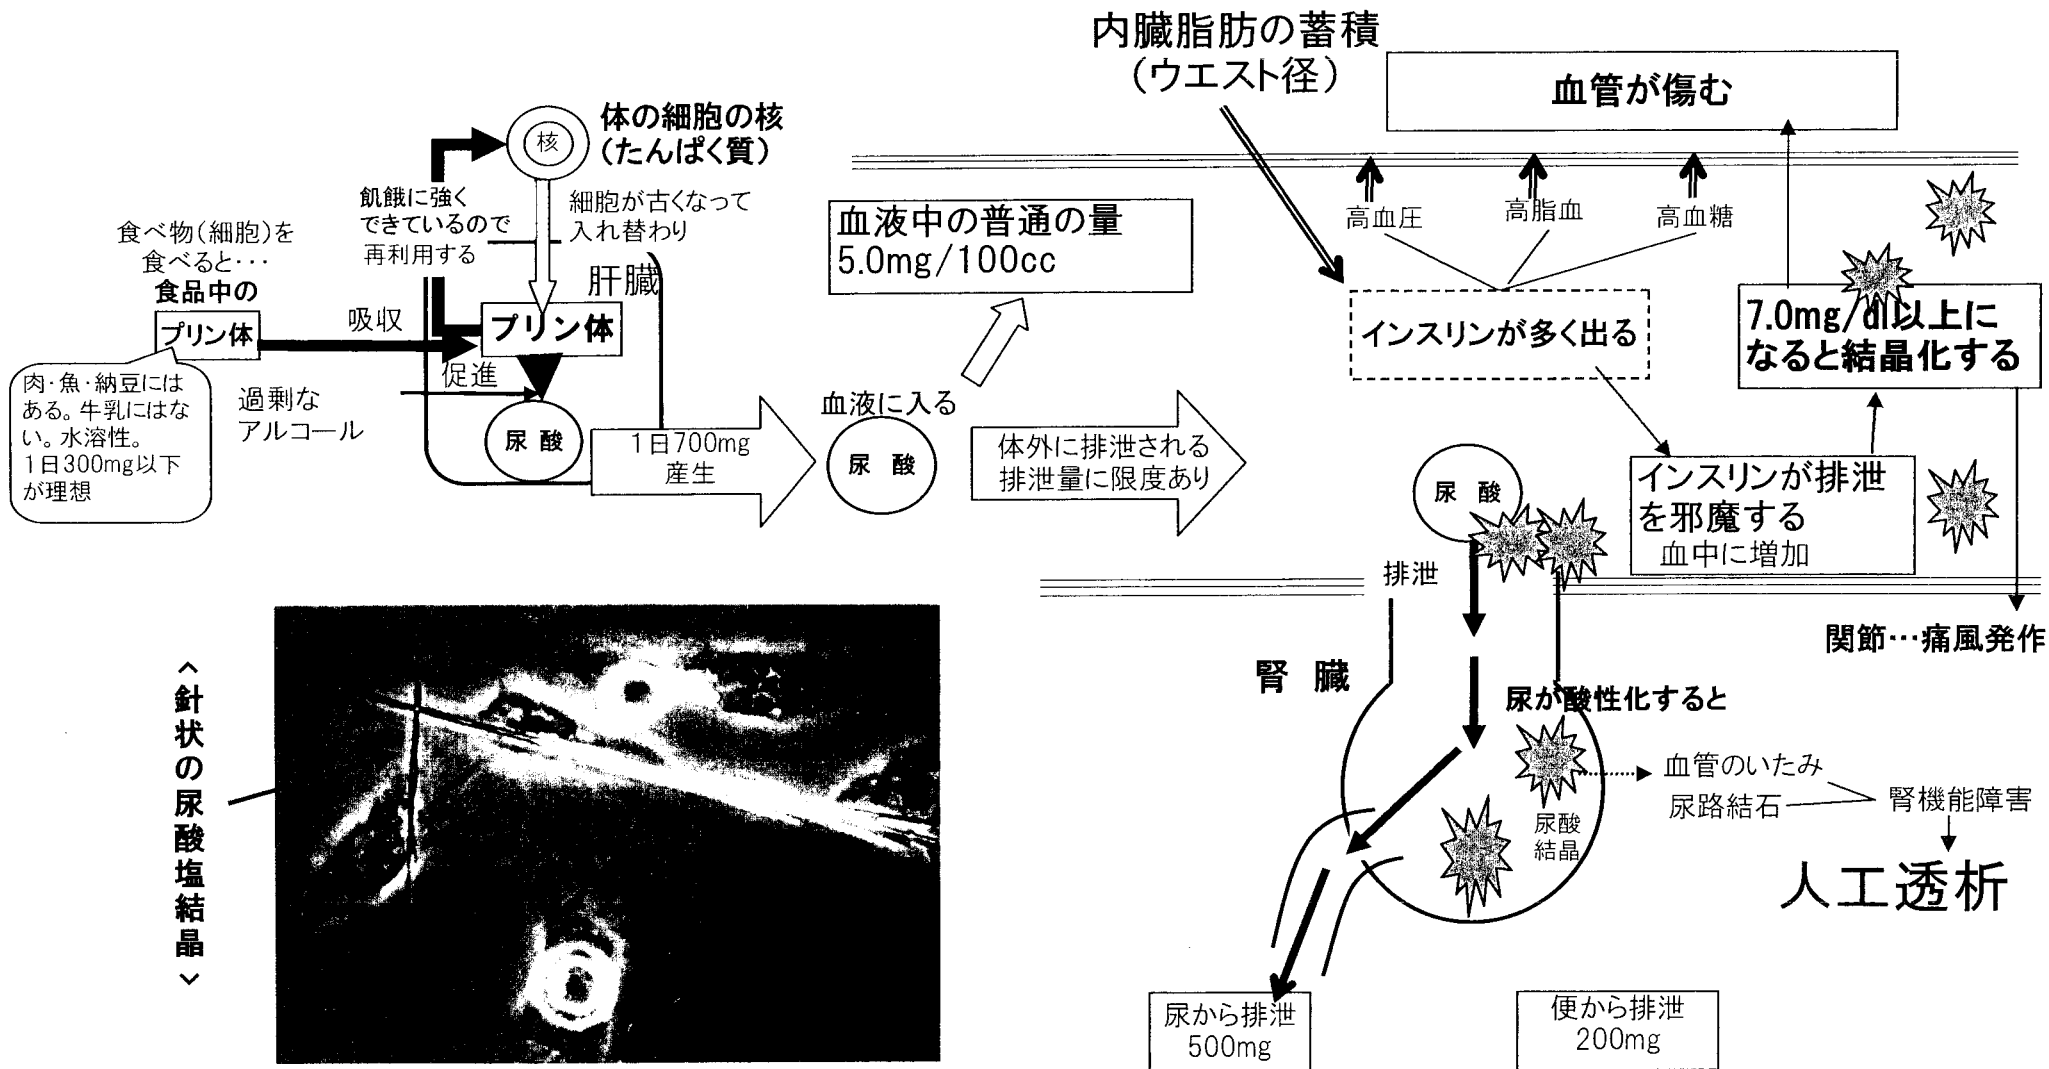 内臓脂肪の蓄積
（ウエスト径）
血管が傷む
核
体の細胞の核
（たんぱく質）
飢餓に強く
できているので
再利用する
細胞が古くなって
入れ替わり
食べ物（細胞）を
食べると・・・
食品中の
プリン体
吸収
肝臓
プリン体
促進
過剰な
アルコール
尿酸
肉・魚・納豆には
ある。牛乳にはな
い。水溶性。
1日300mg以下
が理想
1日700mg
産生
血液中の普通の量
5.0mg/100cc
血液に入る
尿酸
体外に排泄される
排泄量に限度あり
高血圧
高脂血
高血糖
インスリンが多く出る
7.0mg/dl以上に
なると結晶化する
尿酸
インスリンが排泄
を邪魔する
血中に増加
排泄
関節…痛風発作
腎臓
尿が酸性化すると
血管のいたみ
尿路結石
腎機能障害
尿酸
結晶
人工透析
尿から排泄
500mg
便から排泄
200mg
＜針状の尿酸塩結晶＞